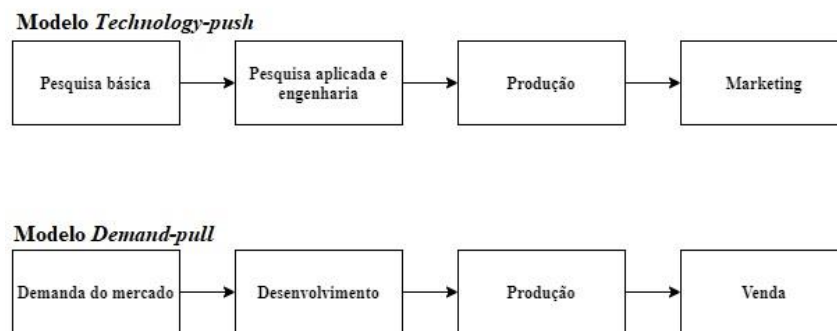 Modelo Technology-push
Pesquisa básica
Pesquisa aplicada e
engenharia
Produção
Marketing
Modelo Demand-pull
Demanda do mercado
Desenvolvimento
Produção
Venda